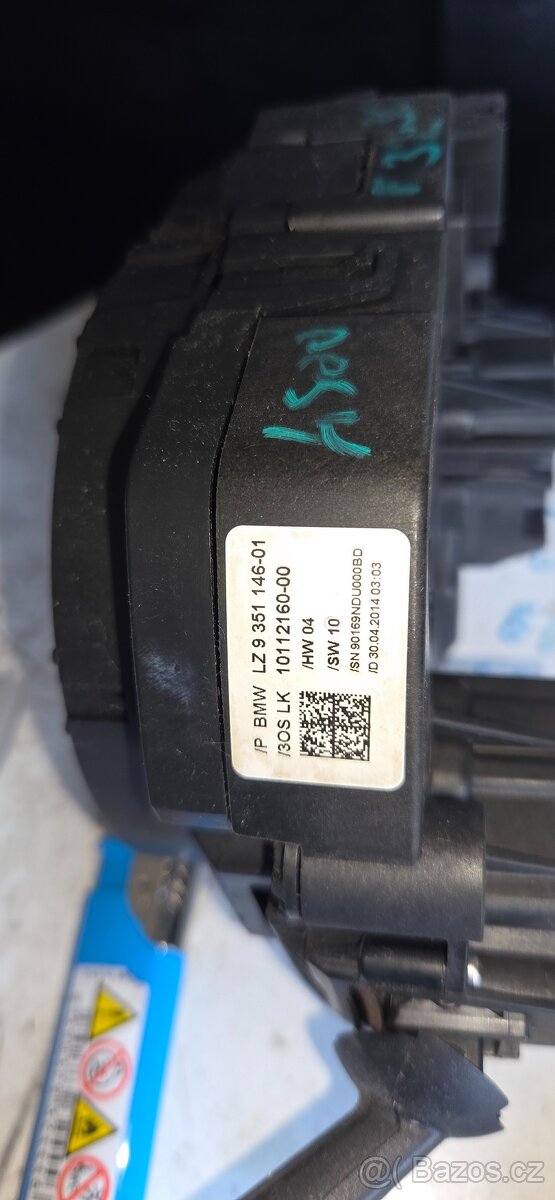 /P BMW LZ 9 351 146-01
/3OS LK 10112160-00
/HW 04
/SW 10
/SN 90169NDU000BD
/D 30.04.2014 03:03
Bazos.cz